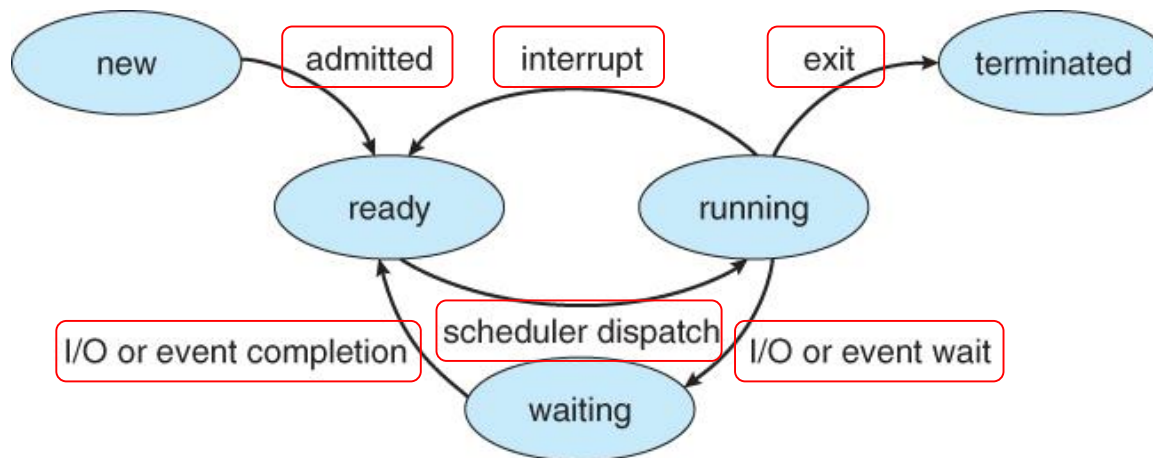 new
admitted
interrupt
exit
terminated
ready
running
I/O or event completion
scheduler dispatch
I/O or event wait
waiting